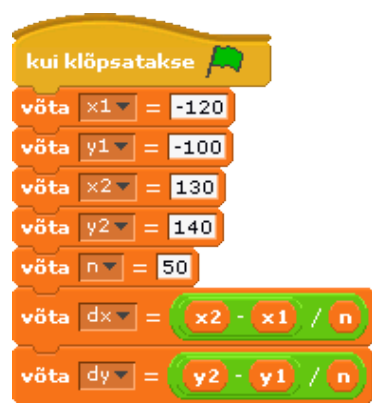 kui klõpsatakse
võta x1 = -120
võta y1 = -100
võta x2 = 130
võta y2 = 140
võta n = 50
võta dx = x2 - x1 / n
võta dy = y2 - y1 / n